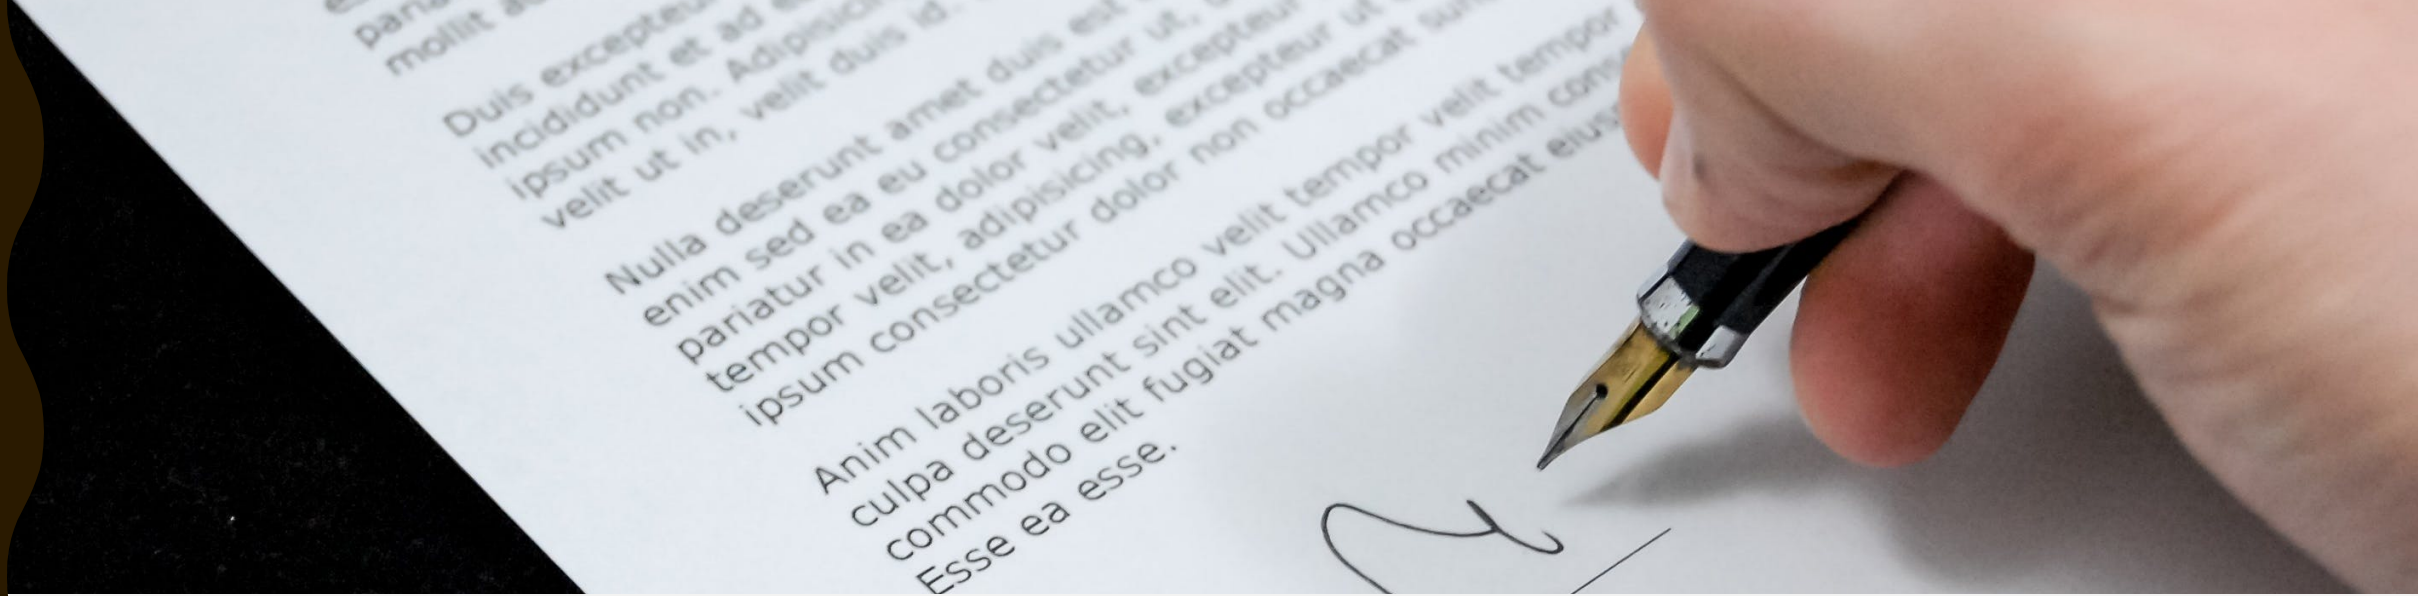 mollit
Duis excepteur
incididunt et ad
ipsum non. Adipisicing
velit ut in, velit duis id.
Nulla deserunt amet duis est
enim sed ea eu consectetur ut,
pariatur in ea dolor velit, excepteur
tempor velit, adipisicing, excepteur ut
ipsum consectetur dolor non occaecat sunt
Anim laboris ullamco velit tempor velit tempor
culpa deserunt sint elit. Ullamco minim
commodo elit fugiat magna occaecat
Esse ea esse.